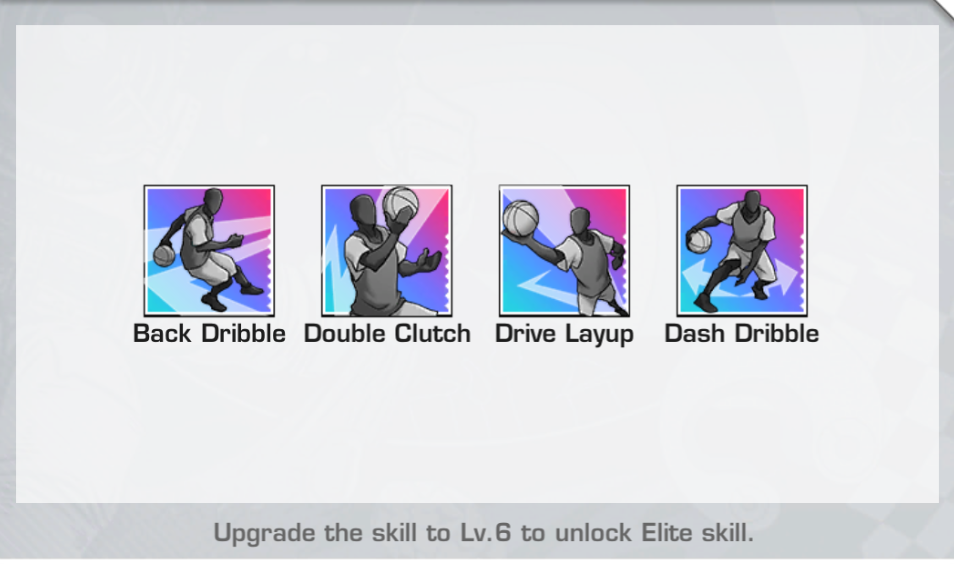 Back Dribble Double Clutch Drive Layup Dash Dribble
Upgrade the skill to Lv.6 to unlock Elite skill.